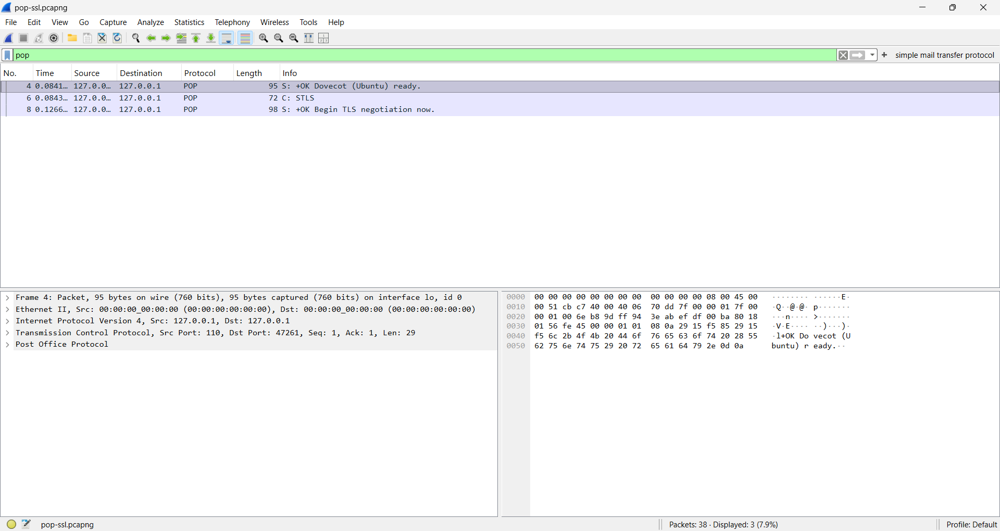 pop-ssl.pcapng
File Edit View Go Capture Analyze Statistics Telephony Wireless Tools Help
pop
simple mail transfer protocol
No. Time Source Destination Protocol Length Info
4 0.0841… 127.0.0… 127.0.0.1 POP 95 S: +OK Dovecot (Ubuntu) ready.
6 0.0843… 127.0.0… 127.0.0.1 POP 72 C: STLS
8 0.1266… 127.0.0… 127.0.0.1 POP 98 S: +OK Begin TLS negotiation now.
Frame 4: Packet, 95 bytes on wire (760 bits), 95 bytes captured (760 bits) on interface lo, id 0
Ethernet II, Src: 00:00:00_00:00:00 (00:00:00:00:00:00), Dst: 00:00:00_00:00:00 (00:00:00:00:00:00)
Internet Protocol Version 4, Src: 127.0.0.1, Dst: 127.0.0.1
Transmission Control Protocol, Src Port: 110, Dst Port: 47261, Seq: 1, Ack: 1, Len: 29
Post Office Protocol
0000 00 00 00 00 00 00 00 00 00 00 00 00 08 00 45 00 ········ ······E·
0010 00 51 cb c7 40 00 40 06 70 dd 7f 00 00 01 7f 00 ·Q··@·@· p·······
0020 00 01 00 6e b8 9d ff 94 3e ab ef df 00 ba 80 18 ···n···· >·······
0030 01 56 fe 45 00 00 01 01 08 0a 29 15 f5 85 29 15 ·V·E···· ··)···)·
0040 f5 6c 2b 4f 4b 20 44 6f 76 65 63 6f 74 20 28 55 ·l+OK Do vecot (U
0050 62 75 6e 74 75 29 20 72 65 61 64 79 2e 0d 0a buntu) r eady.··
pop-ssl.pcapng
Packets: 38 · Displayed: 3 (7.9%)
Profile: Default